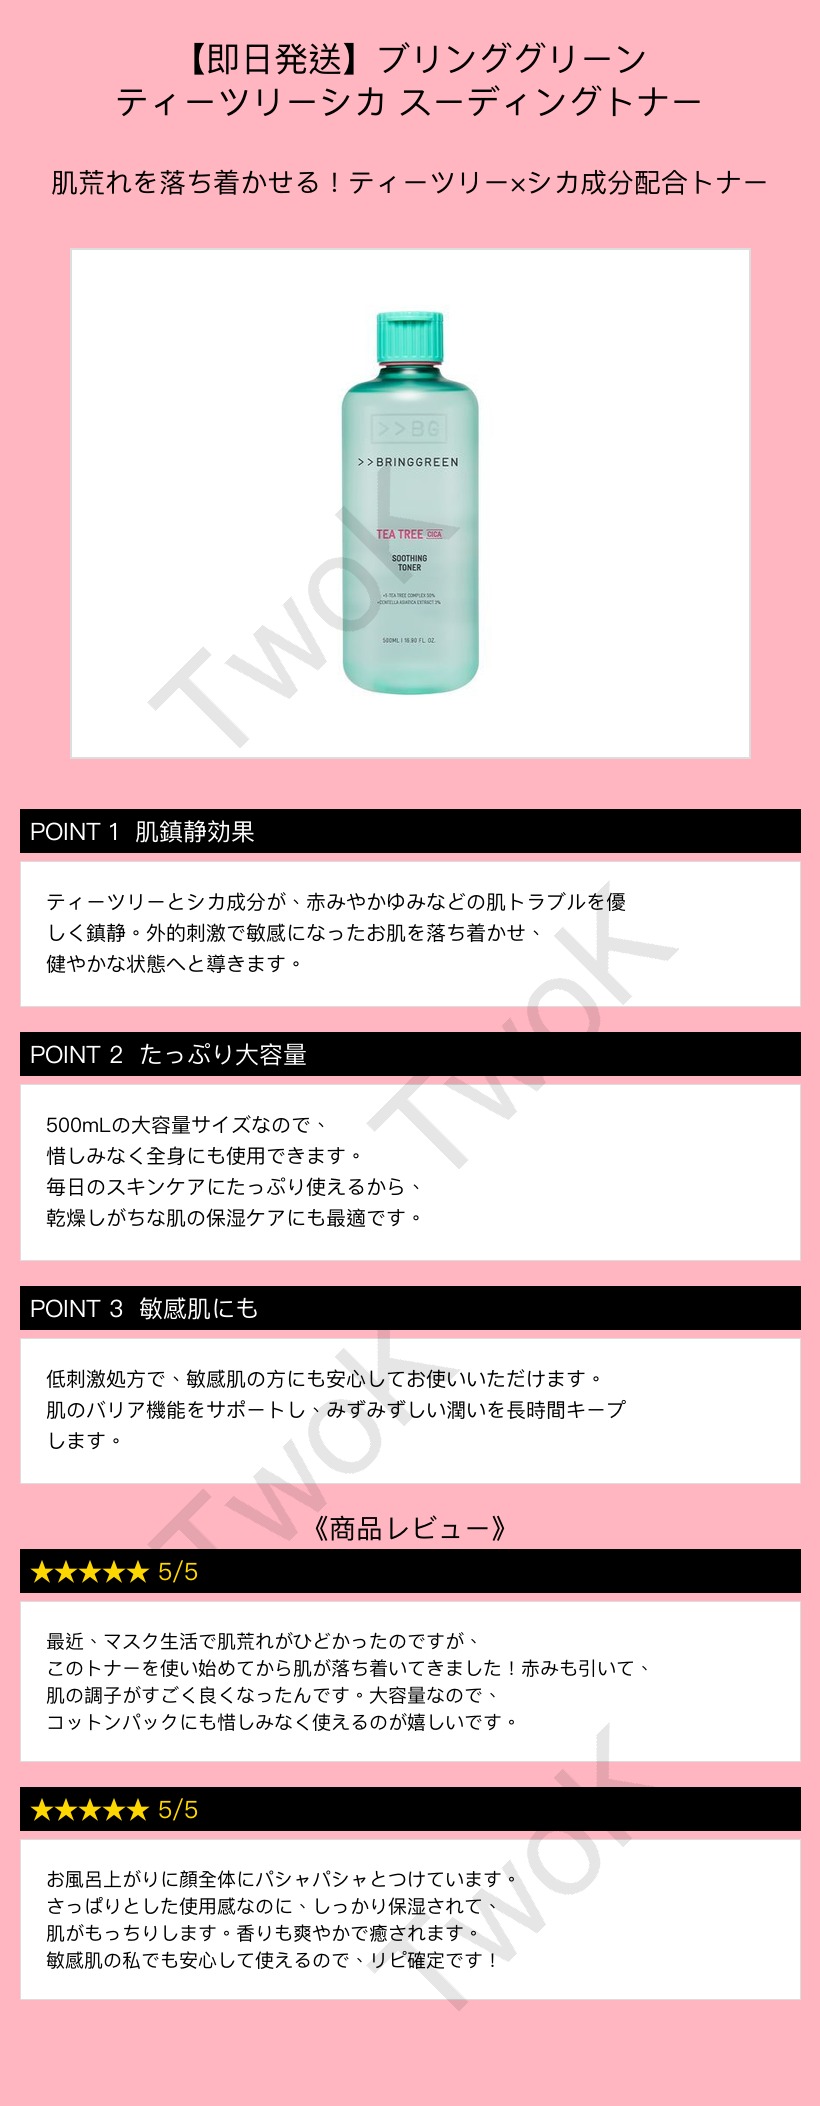 【即日発送】ブリンググリーン
ティーツリーシカ スーディングトナー
肌荒れを落ち着かせる！ティーツリー×シカ成分配合トナー
>>BG
>>BRINGGREEN
TEA TREE CICA
SOOTHING
TONER
+5-TEA TREE COMPLEX 50%
+CENTELLA ASIATICA EXTRACT 3%
500ML | 16.90 FL. OZ.
TwoK
POINT 1 肌鎮静効果
ティーツリーとシカ成分が、赤みやかゆみなどの肌トラブルを優
しく鎮静。外的刺激で敏感になったお肌を落ち着かせ、
健やかな状態へと導きます。
TwoK
POINT 2 たっぷり大容量
500mLの大容量サイズなので、
惜しみなく全身にも使用できます。
毎日のスキンケアにたっぷり使えるから、
乾燥しがちな肌の保湿ケアにも最適です。
POINT 3 敏感肌にも
低刺激処方で、敏感肌の方にも安心してお使いいただけます。
肌のバリア機能をサポートし、みずみずしい潤いを長時間キープ
します。
TwoK
《商品レビュー》
★★★★★ 5/5
最近、マスク生活で肌荒れがひどかったのですが、
このトナーを使い始めてから肌が落ち着いてきました！赤みも引いて、
肌の調子がすごく良くなったんです。大容量なので、
コットンパックにも惜しみなく使えるのが嬉しいです。
★★★★★ 5/5
お風呂上がりに顔全体にパシャパシャとつけています。
さっぱりとした使用感なのに、しっかり保湿されて、
肌がもっちりします。香りも爽やかで癒されます。
敏感肌の私でも安心して使えるので、リピ確定です！
TwoK